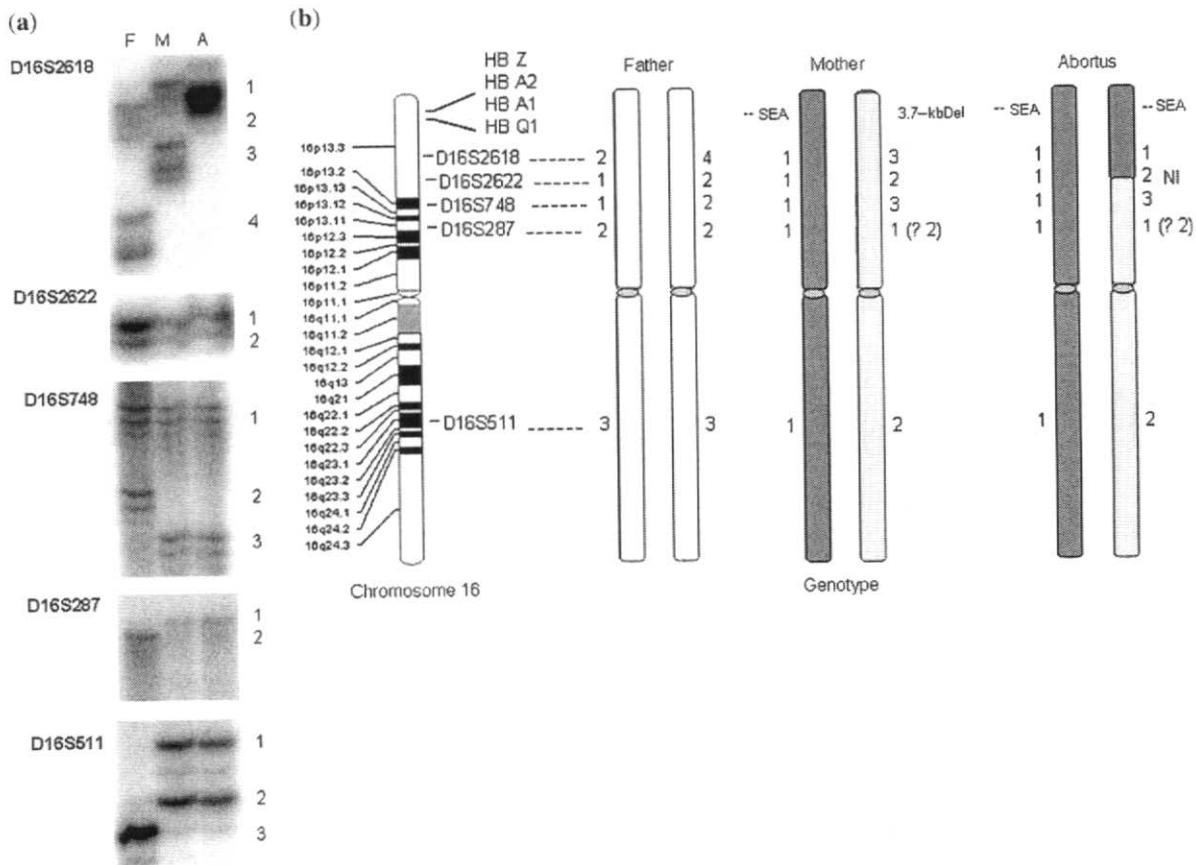 (a)
F M A
D16S2618
1
2
3
4
D16S2622
1
2
D16S748
1
2
3
D16S287
1
2
D16S511
1
2
3
(b)
HB Z
HB A2
HB A1
HB Q1
16p13.3
16p13.2
16p13.13
16p13.12
16p13.11
16p12.3
16p12.2
16p12.1
16p11.2
16p11.1
16q11.1
16q11.2
16q12.1
16q12.2
16q13
16q21
16q22.1
16q22.2
16q22.3
16q23.1
16q23.2
16q23.3
16q24.1
16q24.2
16q24.3
Chromosome 16
D16S2618
D16S2622
D16S748
D16S287
D16S511
Father
2 4
1 2
1 2
2 2
3 3
Mother
-- SEA 3.7–kbDel
1 3
1 2
1 3
1 1 (? 2)
1 2
Genotype
Abortus
-- SEA -- SEA
1 1
1 2 NI
1 3
1 1 (? 2)
1 2